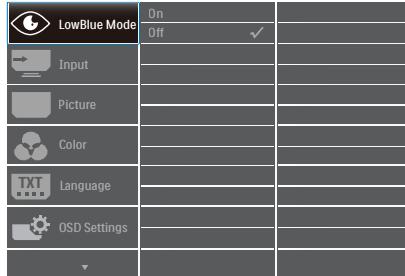 LowBlue Mode
On
Off
Input
Picture
Color
TXT
Language
OSD Settings